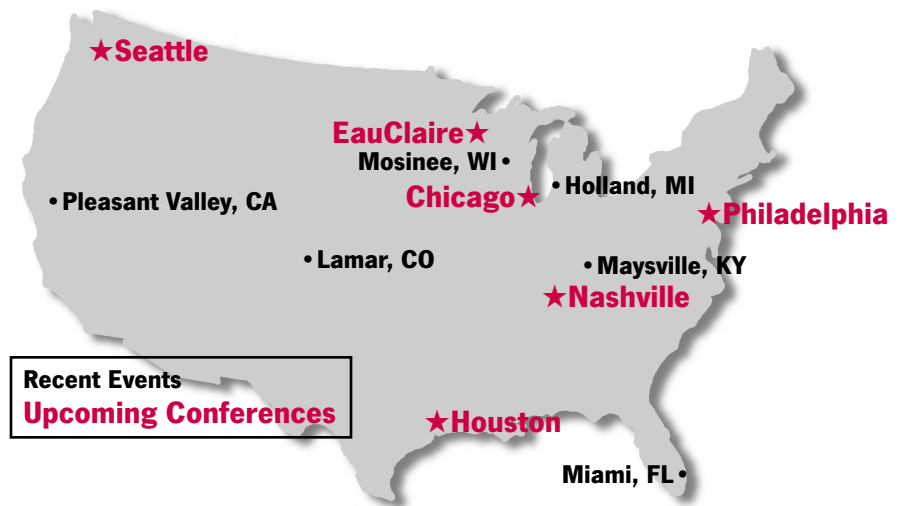 Seattle
EauClaire
Mosinee, WI
Holland, MI
Chicago
Pleasant Valley, CA
Philadelphia
Lamar, CO
Maysville, KY
Nashville
Recent Events
Upcoming Conferences
Houston
Miami, FL